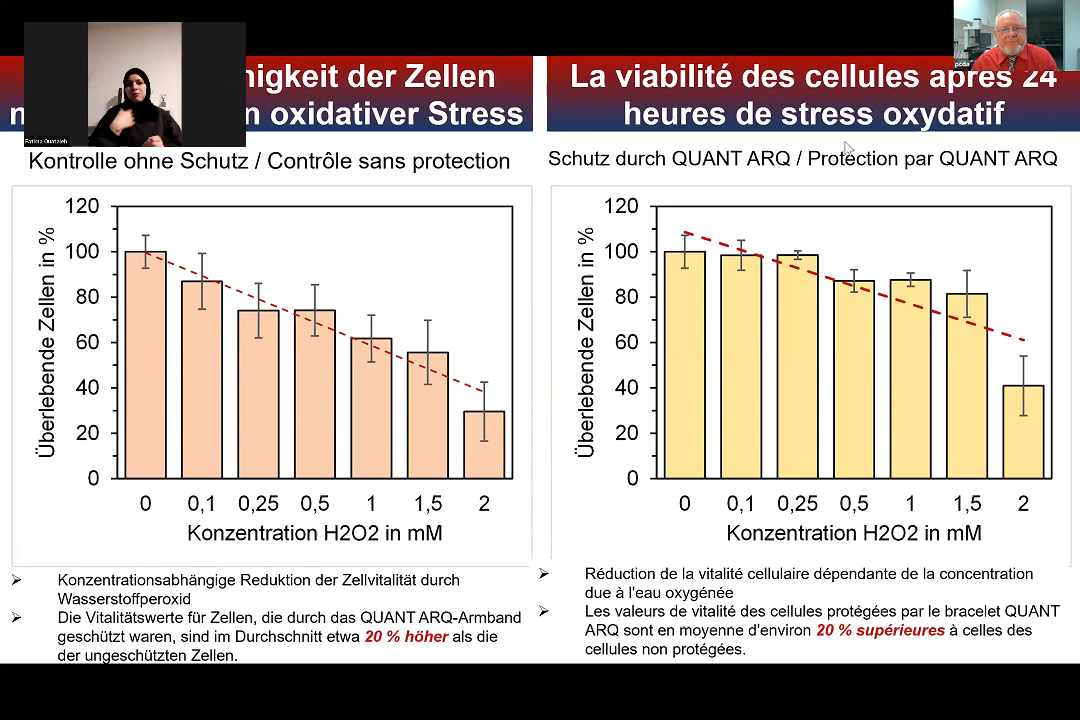 higkeit der Zellen
n oxidativer Stress
La viabilité des cellules après 24
heures de stress oxydatif
Fatima Ouataleb
pcda
Kontrolle ohne Schutz / Contrôle sans protection
Schutz durch QUANT ARQ / Protection par QUANT ARQ
Überlebende Zellen in %
120
100
80
60
40
20
0
0 0,1 0,25 0,5 1 1,5 2
Konzentration H2O2 in mM
Überlebende Zellen in %
120
100
80
60
40
20
0
0 0,1 0,25 0,5 1 1,5 2
Konzentration H2O2 in mM
Konzentrationsabhängige Reduktion der Zellvitalität durch
Wasserstoffperoxid
Die Vitalitätswerte für Zellen, die durch das QUANT ARQ-Armband
geschützt waren, sind im Durchschnitt etwa 20 % höher als die
der ungeschützten Zellen.
Réduction de la vitalité cellulaire dépendante de la concentration
due à l'eau oxygénée
Les valeurs de vitalité des cellules protégées par le bracelet QUANT
ARQ sont en moyenne d'environ 20 % supérieures à celles des
cellules non protégées.